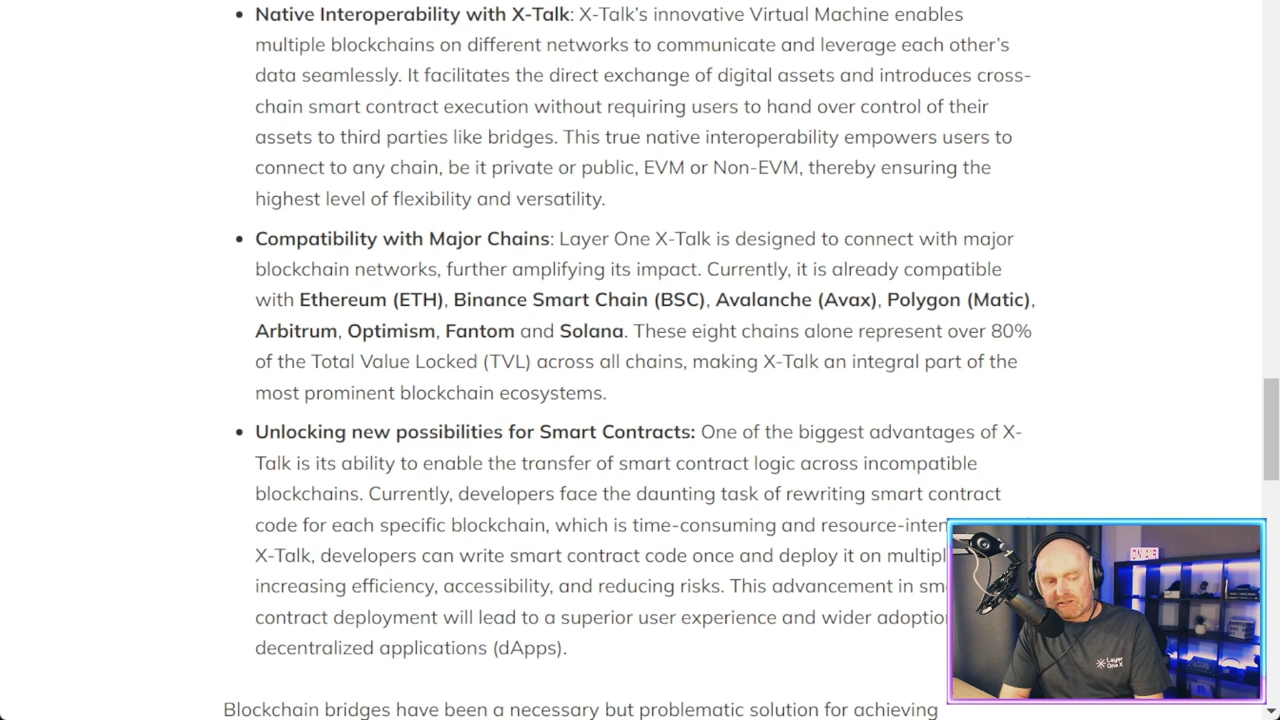 • Native Interoperability with X-Talk: X-Talk’s innovative Virtual Machine enables
multiple blockchains on different networks to communicate and leverage each other’s
data seamlessly. It facilitates the direct exchange of digital assets and introduces cross-
chain smart contract execution without requiring users to hand over control of their
assets to third parties like bridges. This true native interoperability empowers users to
connect to any chain, be it private or public, EVM or Non-EVM, thereby ensuring the
highest level of flexibility and versatility.
• Compatibility with Major Chains: Layer One X-Talk is designed to connect with major
blockchain networks, further amplifying its impact. Currently, it is already compatible
with Ethereum (ETH), Binance Smart Chain (BSC), Avalanche (Avax), Polygon (Matic),
Arbitrum, Optimism, Fantom and Solana. These eight chains alone represent over 80%
of the Total Value Locked (TVL) across all chains, making X-Talk an integral part of the
most prominent blockchain ecosystems.
• Unlocking new possibilities for Smart Contracts: One of the biggest advantages of X-
Talk is its ability to enable the transfer of smart contract logic across incompatible
blockchains. Currently, developers face the daunting task of rewriting smart contract
code for each specific blockchain, which is time-consuming and resource-inten
X-Talk, developers can write smart contract code once and deploy it on multipl
increasing efficiency, accessibility, and reducing risks. This advancement in sm
contract deployment will lead to a superior user experience and wider adoptio
decentralized applications (dApps).
Blockchain bridges have been a necessary but problematic solution for achieving
Layer
One X